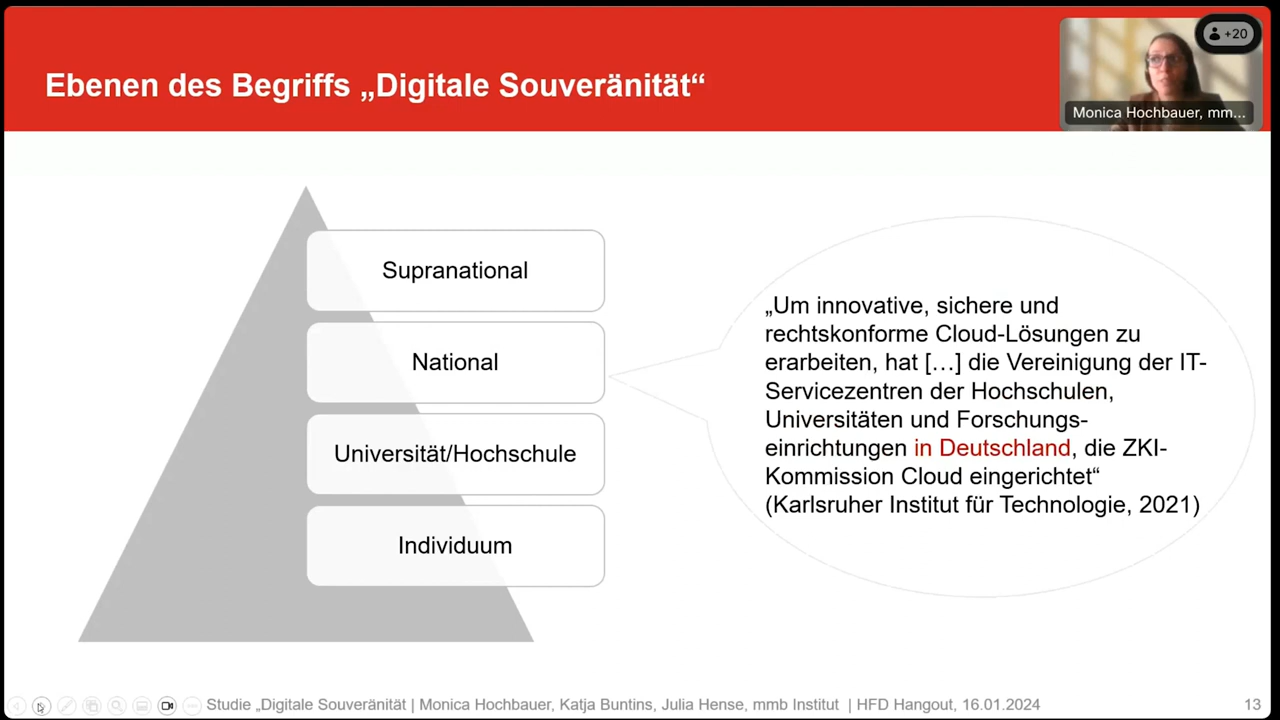 Ebenen des Begriffs „Digitale Souveränität“
+20
Monica Hochbauer, mm...
Supranational
National
Universität/Hochschule
Individuum
„Um innovative, sichere und
rechtskonforme Cloud-Lösungen zu
erarbeiten, hat […] die Vereinigung der IT-
Servicezentren der Hochschulen,
Universitäten und Forschungs-
einrichtungen in Deutschland, die ZKI-
Kommission Cloud eingerichtet“
(Karlsruher Institut für Technologie, 2021)
Studie „Digitale Souveränität | Monica Hochbauer, Katja Buntins, Julia Hense, mmb Institut | HFD Hangout, 16.01.2024
13